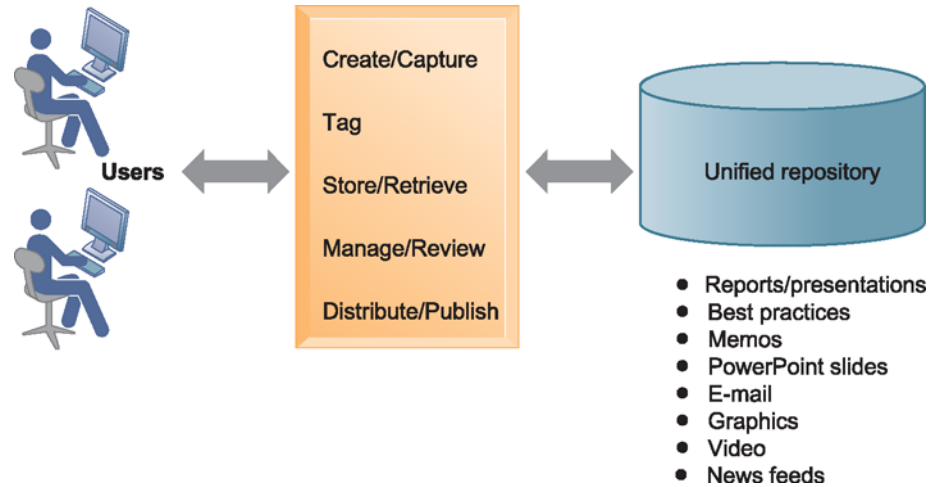 Users
Create/Capture
Tag
Store/Retrieve
Manage/Review
Distribute/Publish
Unified repository
● Reports/presentations
● Best practices
● Memos
● PowerPoint slides
● E-mail
● Graphics
● Video
● News feeds